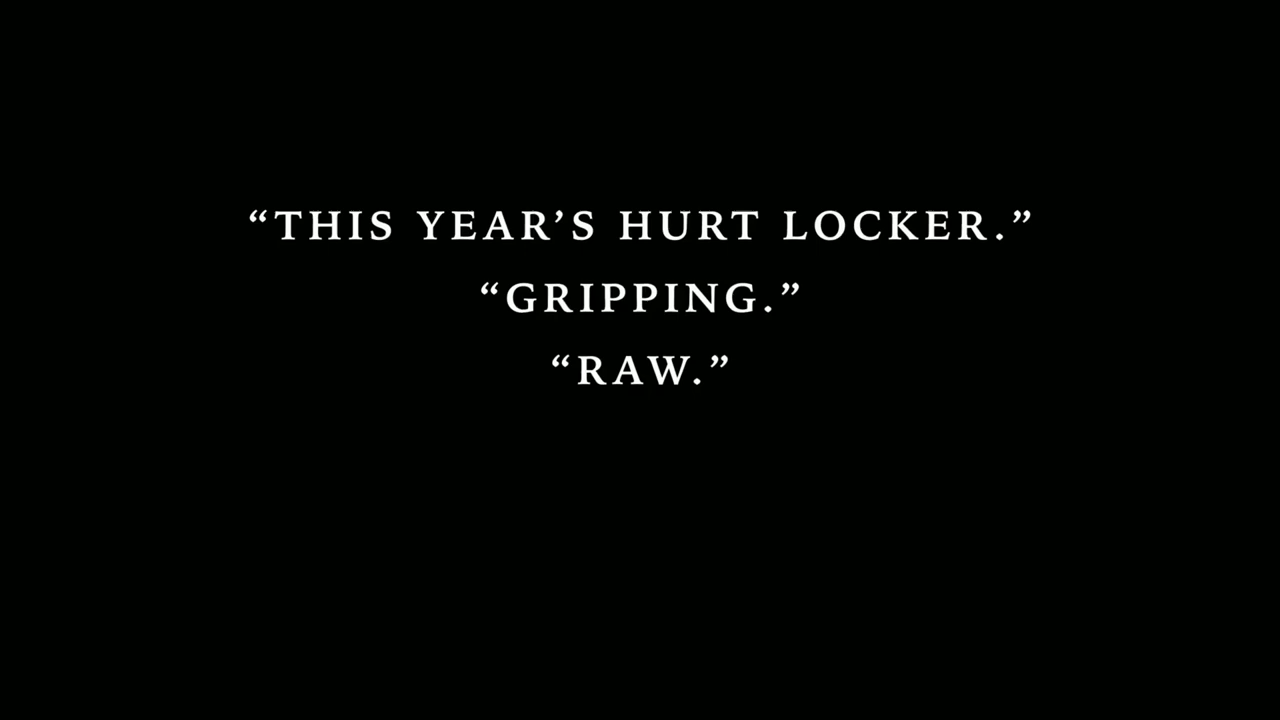 “THIS YEAR’S HURT LOCKER.”
“GRIPPING.”
“RAW.”